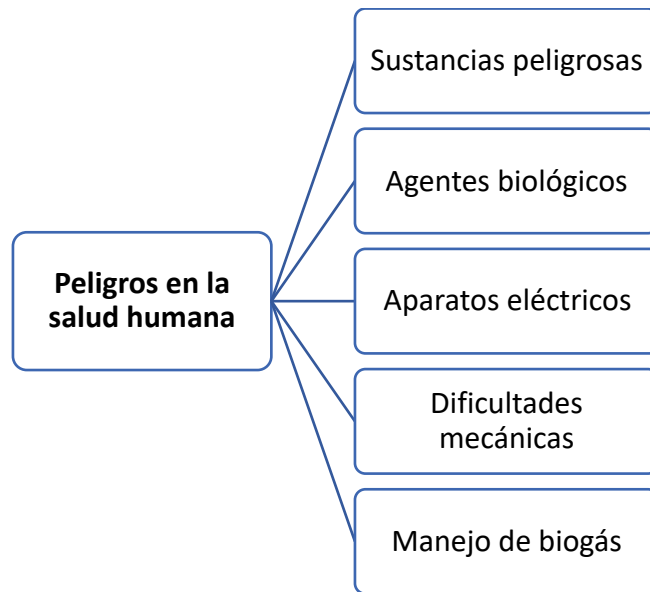 Peligros en la
salud humana
Sustancias peligrosas
Agentes biológicos
Aparatos eléctricos
Dificultades
mecánicas
Manejo de biogás